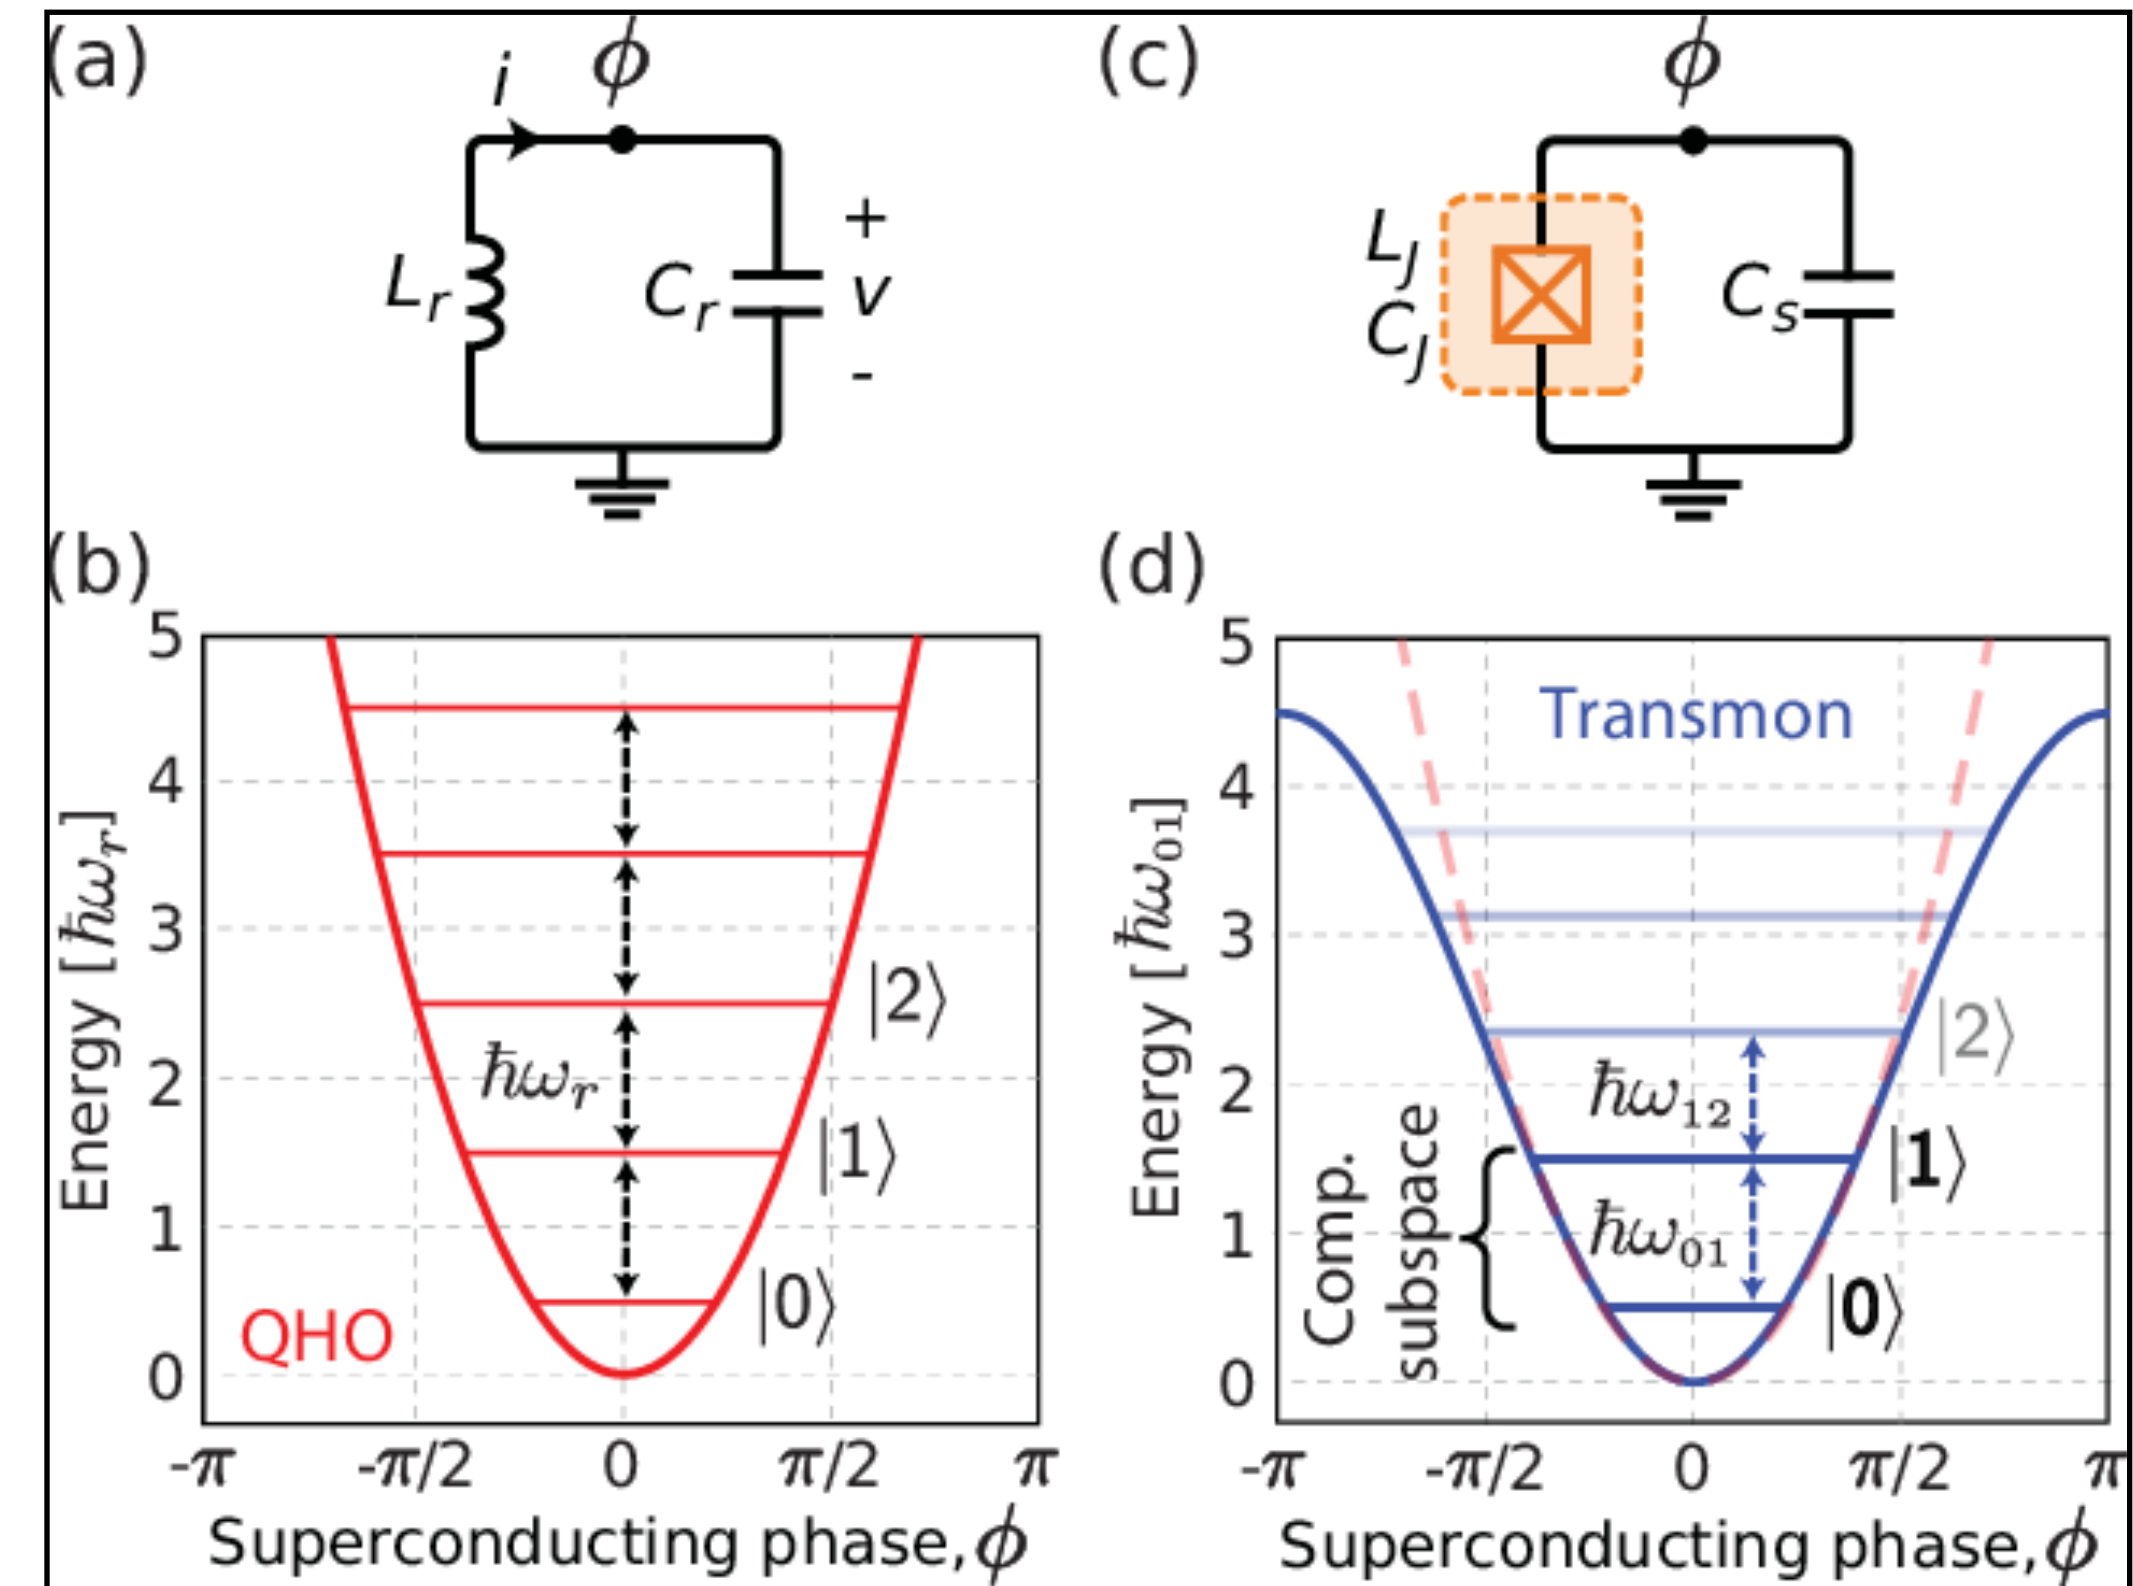 (a)
i
ϕ
L_r
C_r
+
v
-
(c)
ϕ
L_J
C_J
C_s
(b)
Energy [ℏω_r]
5
4
3
2
1
0
|2⟩
ℏω_r
|1⟩
|0⟩
QHO
-π
-π/2
0
π/2
π
Superconducting phase, ϕ
(d)
Energy [ℏω_01]
5
4
3
2
1
0
Transmon
|2⟩
ℏω_12
|1⟩
ℏω_01
|0⟩
Comp.
subspace
-π
-π/2
0
π/2
π
Superconducting phase, ϕ